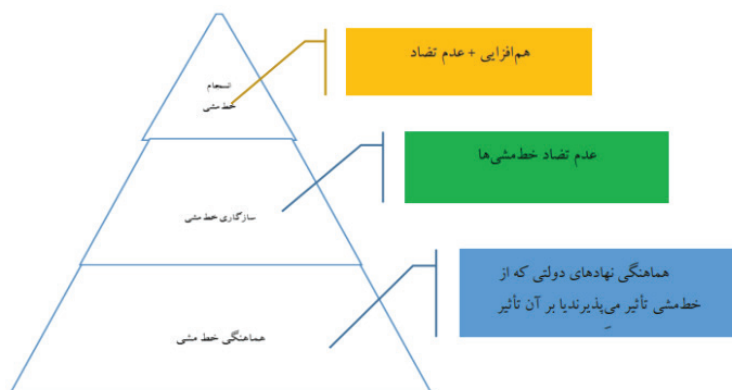 هم‌افزایی + عدم تضاد
انسجام
خط‌مشی
عدم تضاد خط‌مشی‌ها
سازگاری خط‌مشی
هماهنگی نهادهای دولتی که از
خط‌مشی تأثیر می‌پذیرندیا بر آن تأثیر
هماهنگی خط مشی